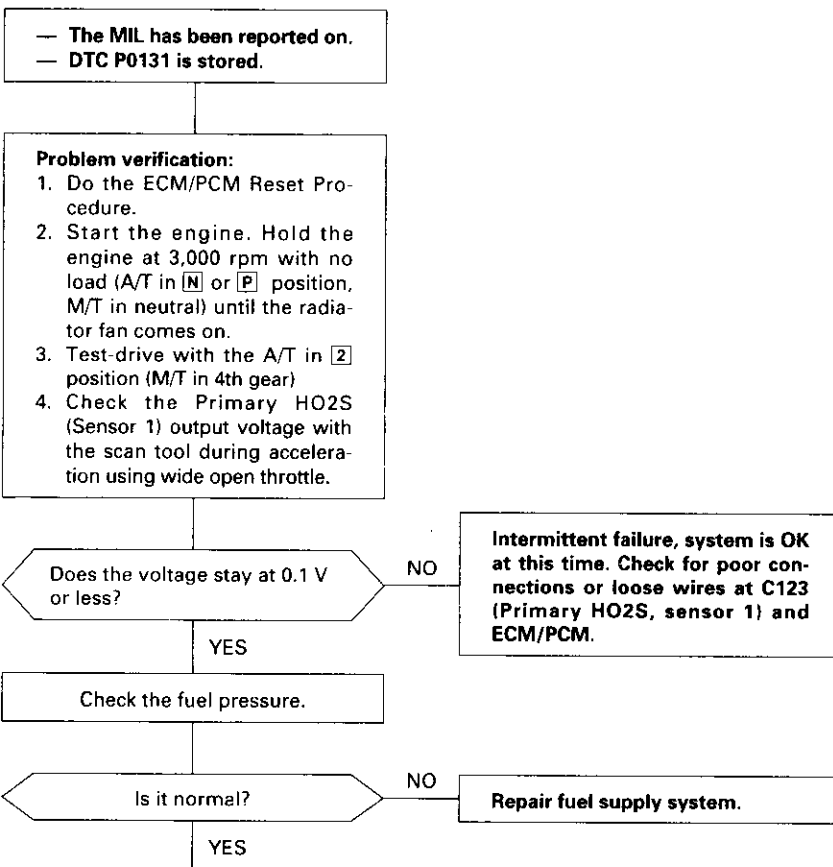 — The MIL has been reported on.
— DTC P0131 is stored.
Problem verification:
1. Do the ECM/PCM Reset Pro-
cedure.
2. Start the engine. Hold the
engine at 3,000 rpm with no
load (A/T in N or P position,
M/T in neutral) until the radia-
tor fan comes on.
3. Test-drive with the A/T in 2
position (M/T in 4th gear)
4. Check the Primary HO2S
(Sensor 1) output voltage with
the scan tool during accelera-
tion using wide open throttle.
Does the voltage stay at 0.1 V
or less?
NO
Intermittent failure, system is OK
at this time. Check for poor con-
nections or loose wires at C123
(Primary HO2S, sensor 1) and
ECM/PCM.
YES
Check the fuel pressure.
Is it normal?
NO
Repair fuel supply system.
YES